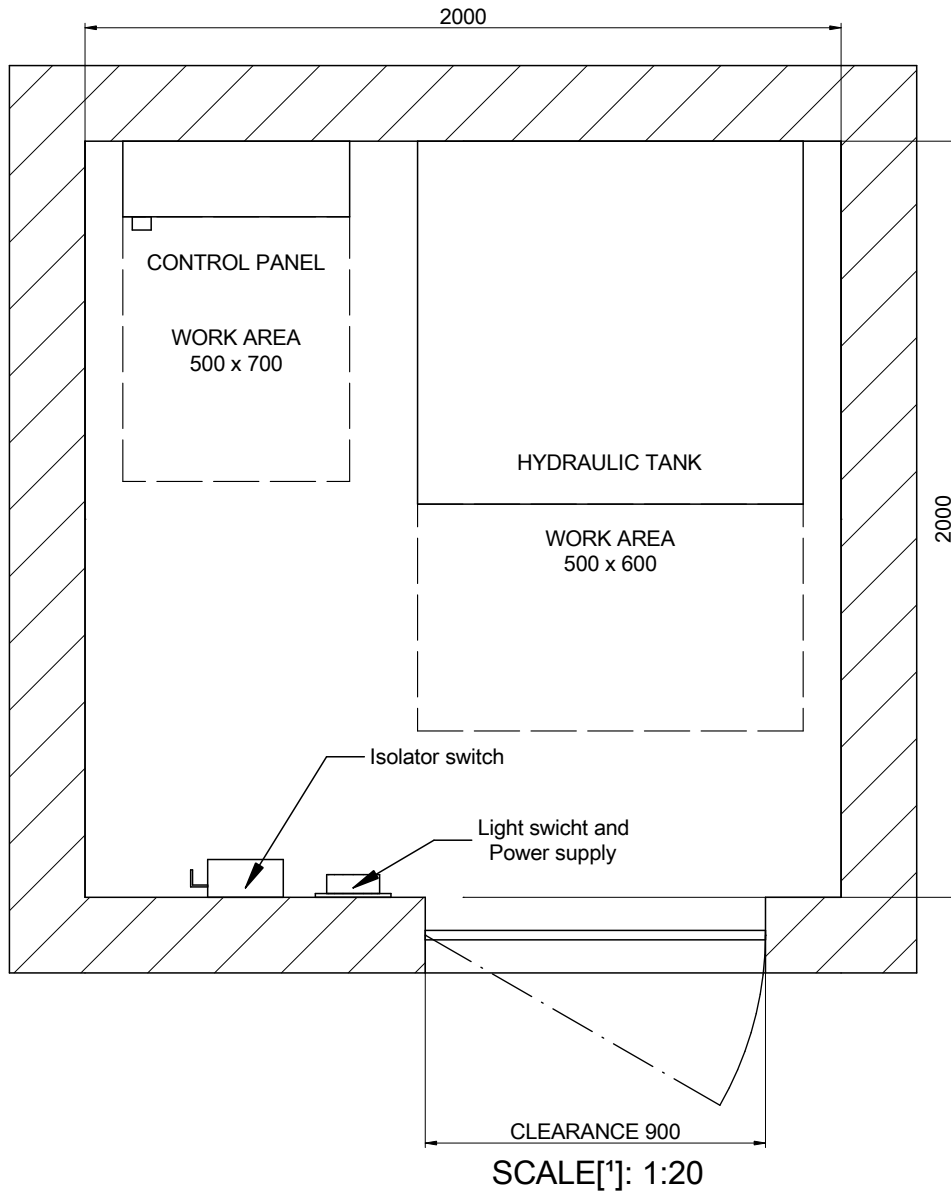 2000
CONTROL PANEL
WORK AREA
500 x 700
HYDRAULIC TANK
WORK AREA
500 x 600
2000
Isolator switch
Light swicht and
Power supply
CLEARANCE 900
SCALE[¹]: 1:20